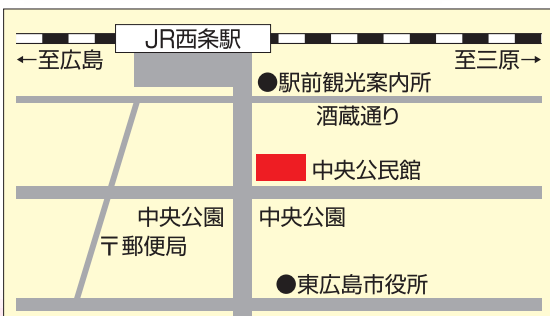 JR西条駅
←至広島
至三原→
●駅前観光案内所
酒蔵通り
中央公民館
中央公園
中央公園
〒郵便局
●東広島市役所